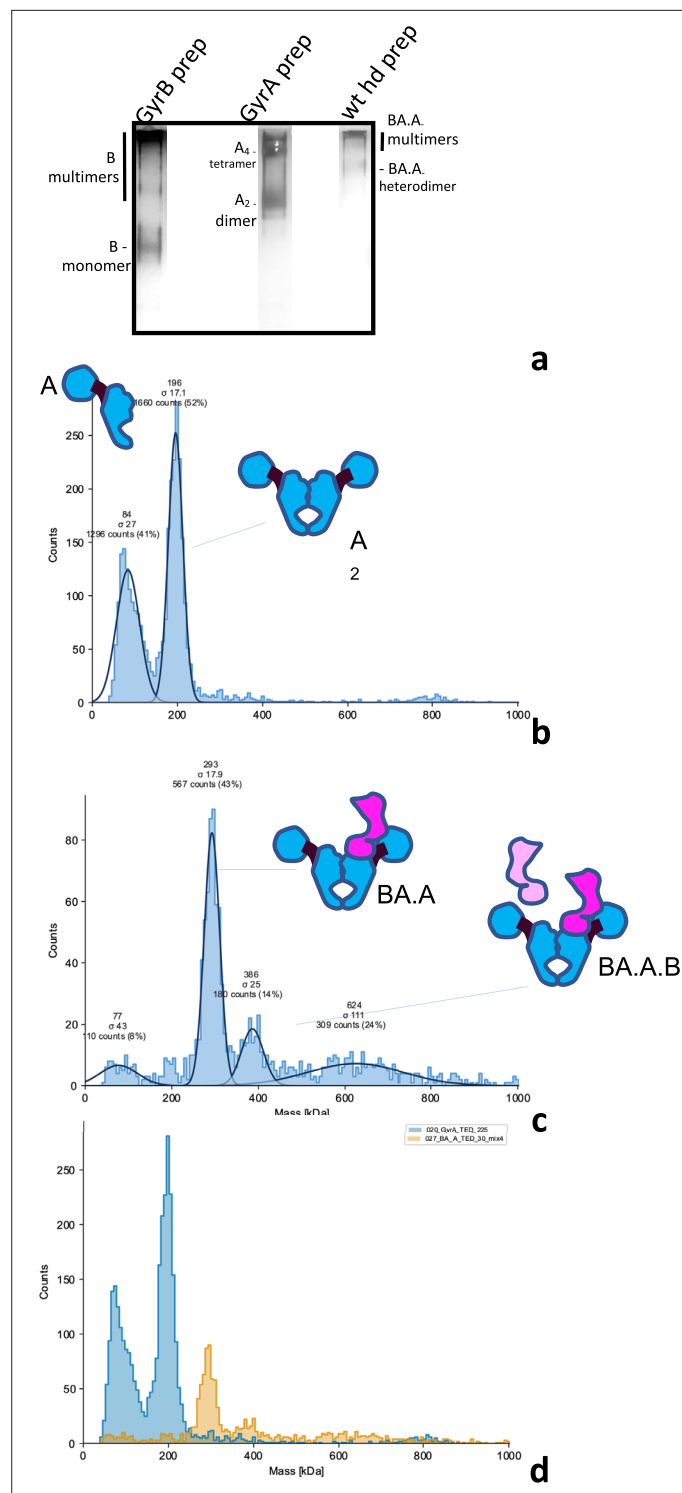 GyrB prep
GyrA prep
wt hd prep
BA.A-
multimers
- BA.A-
heterodimer
B
multimers
B -
monomer
A4 -
tetramer
A2 -
dimer
a
A
196
σ 17.1
1660 counts (52%)
84
σ 27
1296 counts (41%)
A
2
Counts
250
200
150
100
50
0
0
200
400
600
800
1000
b
293
σ 17.9
567 counts (43%)
BA.A
386
σ 25
180 counts (14%)
BA.A.B
624
σ 111
309 counts (24%)
77
σ 43
10 counts (8%)
Counts
80
60
40
20
0
0
200
400
600
800
1000
Mass [kDa]
c
020_GyrA_TED_225
027_BA_A_TED_30_mix4
Counts
250
200
150
100
50
0
0
200
400
600
800
1000
Mass [kDa]
d